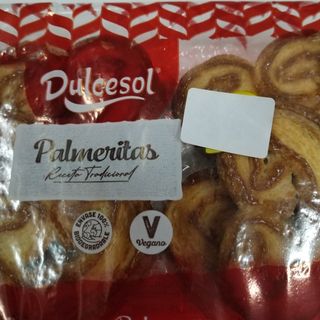 Dulcesol
Palmeritas
Receta Tradicional
ENVASE 100%
BIODEGRADABLE
V
Vegano